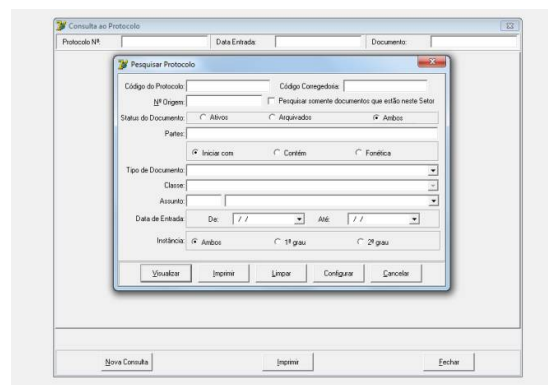 Consulta ao Protocolo
Protocolo Nº: Data Entrada: Documento:
Pesquisar Protocolo
Código do Protocolo: Código Corregedoria:
Nº Origem: Pesquisar somente documentos que estão neste Setor
Status do Documento: Ativos Arquivados Ambos
Partes:
Iniciar com Contém Fonética
Tipo de Documento:
Classe:
Assunto:
Data de Entrada: De: / / Até: / /
Instância: Ambos 1º grau 2º grau
Visualizar Imprimir Limpar Configurar Cancelar
Nova Consulta Imprimir Fechar